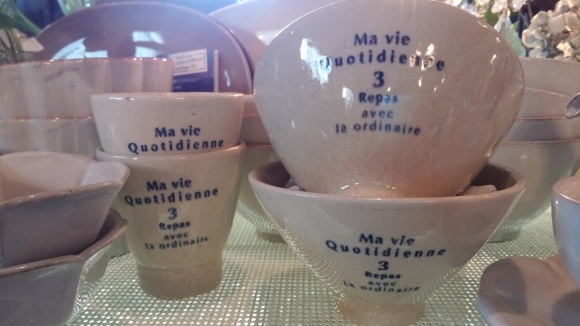 Ma vie
Quotidienne
Ma vie
Quotidienne
3
Repas
avec
la ordinaire
Ma vie
Quotidienne
3
Repas
avec
la ordinaire
Ma vie
Quotidienne
3
Repas
avec
la ordinaire